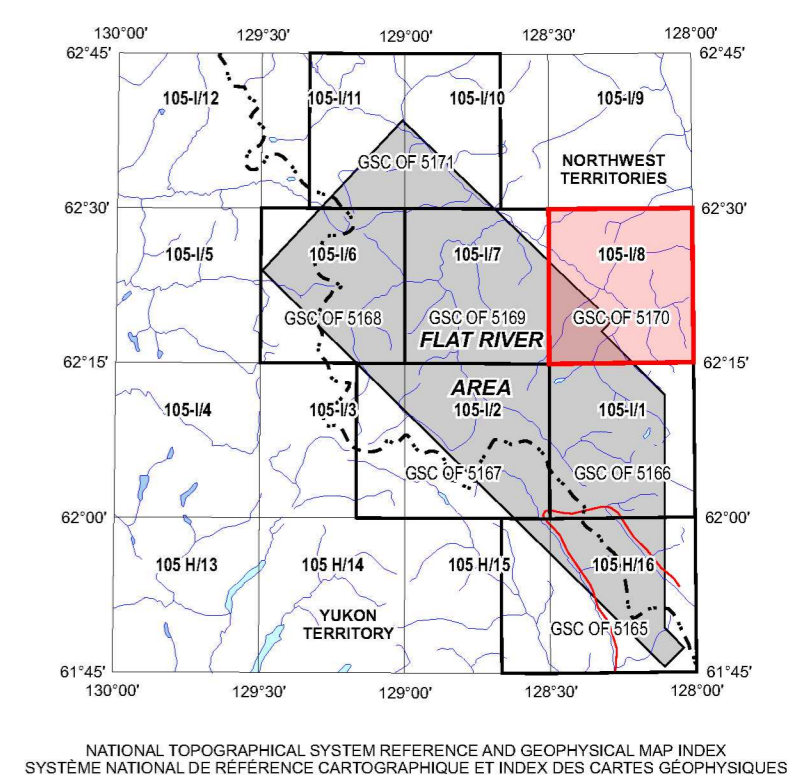 130°00' 129°30' 129°00' 128°30' 128°00'
62°45' 62°45'
105-I/12 105-I/11 105-I/10 105-I/9
GSC OF 5171
NORTHWEST
TERRITORIES
62°30' 62°30'
105-I/5 105-I/6 105-I/7 105-I/8
GSC OF 5168 GSC OF 5169 GSC OF 5170
FLAT RIVER
62°15' 62°15'
AREA
105-I/4 105-I/3 105-I/2 105-I/1
GSC OF 5167 GSC OF 5166
62°00' 62°00'
105 H/13 105 H/14 105 H/15 105 H/16
YUKON
TERRITORY
GSC OF 5165
61°45' 61°45'
130°00' 129°30' 129°00' 128°30' 128°00'
NATIONAL TOPOGRAPHICAL SYSTEM REFERENCE AND GEOPHYSICAL MAP INDEX
SYSTÈME NATIONAL DE RÉFÉRENCE CARTOGRAPHIQUE ET INDEX DES CARTES GÉOPHYSIQUES